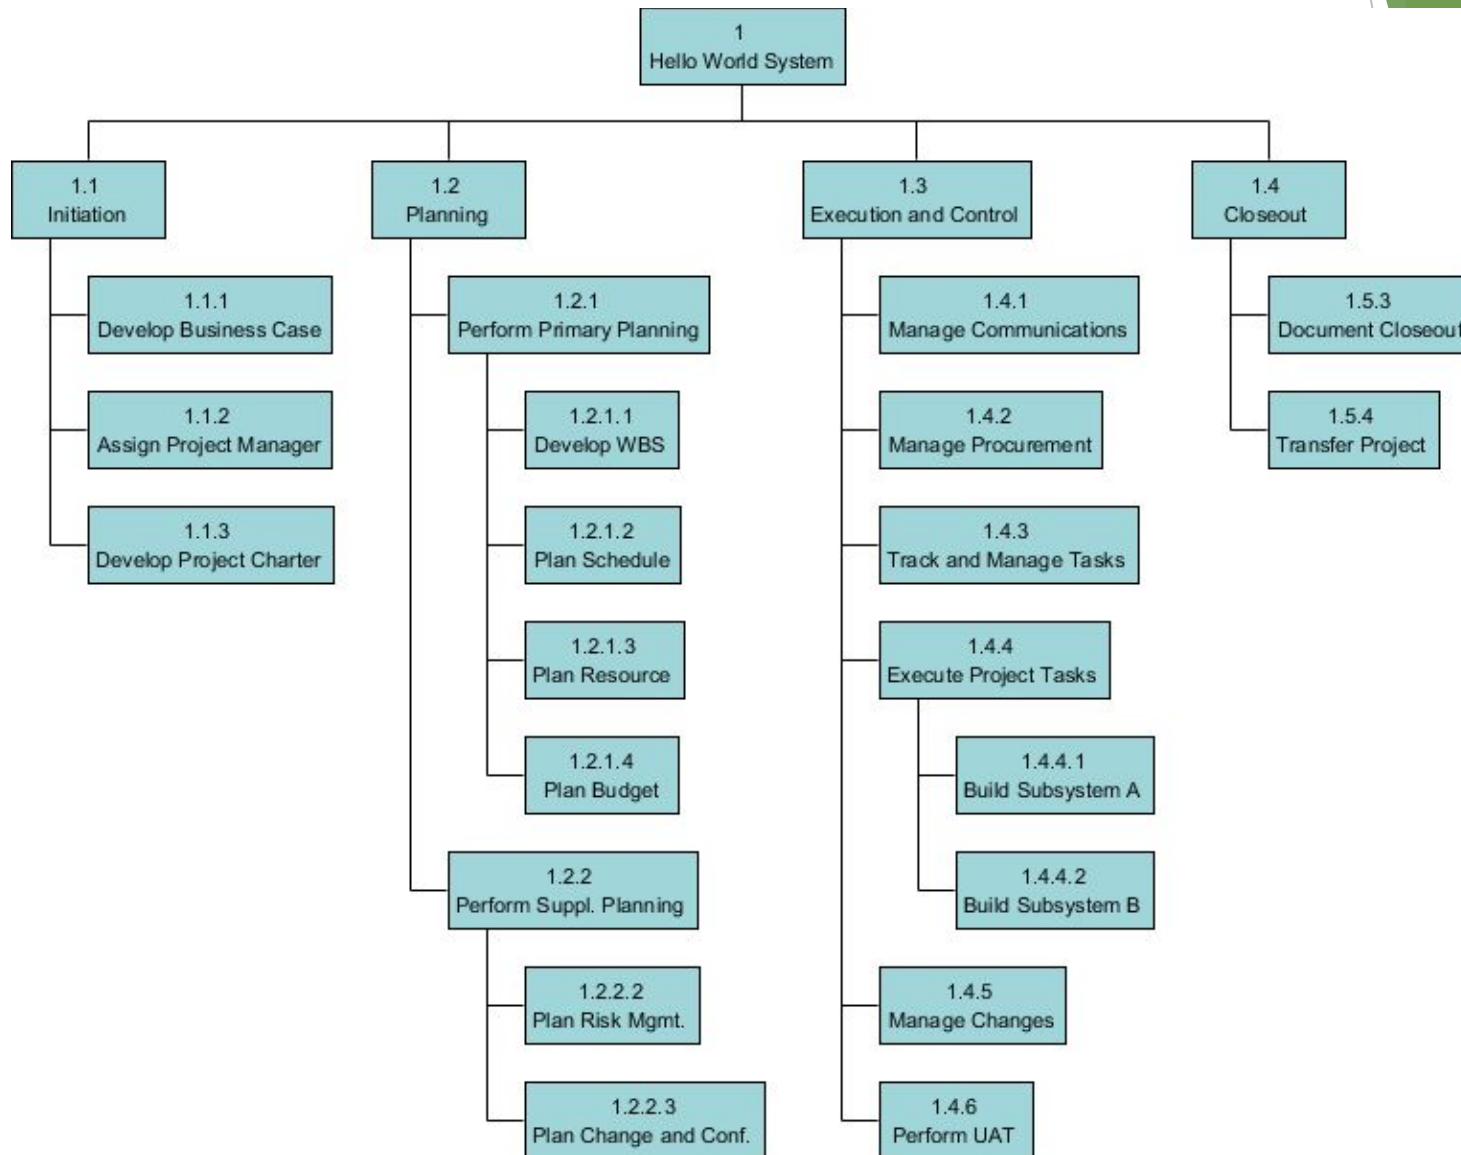 1
Hello World System
1.1
Initiation
1.1.1
Develop Business Case
1.1.2
Assign Project Manager
1.1.3
Develop Project Charter
1.2
Planning
1.2.1
Perform Primary Planning
1.2.1.1
Develop WBS
1.2.1.2
Plan Schedule
1.2.1.3
Plan Resource
1.2.1.4
Plan Budget
1.2.2
Perform Suppl. Planning
1.2.2.2
Plan Risk Mgmt.
1.2.2.3
Plan Change and Conf.
1.3
Execution and Control
1.4.1
Manage Communications
1.4.2
Manage Procurement
1.4.3
Track and Manage Tasks
1.4.4
Execute Project Tasks
1.4.4.1
Build Subsystem A
1.4.4.2
Build Subsystem B
1.4.5
Manage Changes
1.4.6
Perform UAT
1.4
Closeout
1.5.3
Document Closeout
1.5.4
Transfer Project